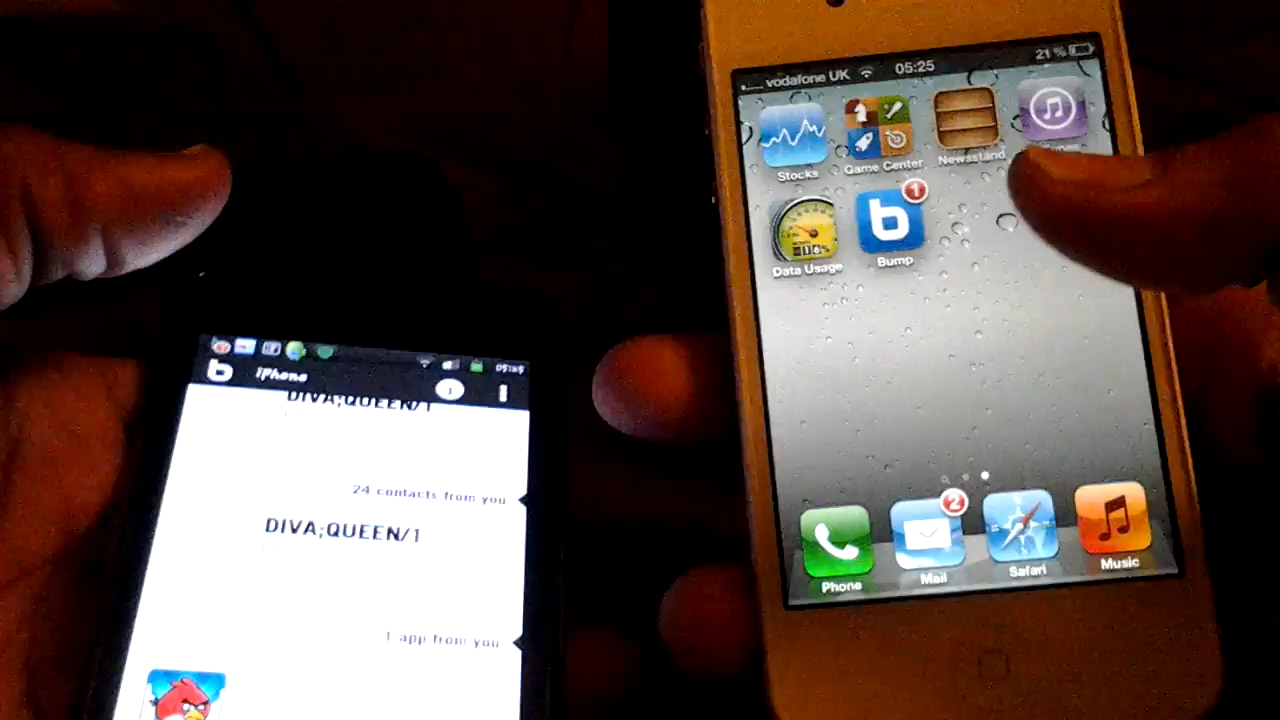 vodafone UK 05:25 21 %
Stocks Game Center Newsstand
1
b
Data Usage Bump
2
Phone Mail Safari Music
b iPhone 1
DIVA;QUEEN/1
24 contacts from you
DIVA;QUEEN/1
1 app from you